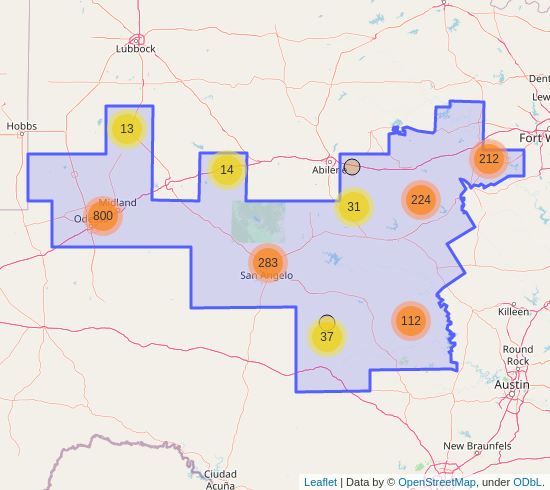 Lubbock
Dent
Lew
Hobbs
13
Fort W
212
14
Abilene
224
31
Midland
800
Odes
283
San Angelo
Killeen
112
37
Round
Rock
Austin
New Braunfels
Ciudad
Acuña
Leaflet | Data by © OpenStreetMap, under ODbL.